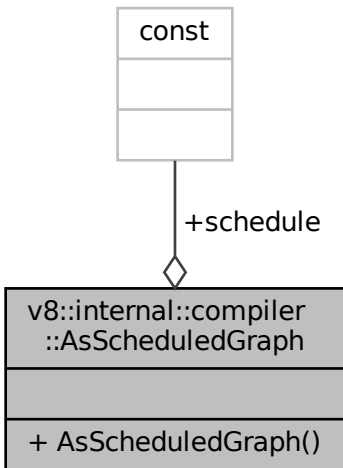 const
+schedule
v8::internal::compiler
::AsScheduledGraph
+ AsScheduledGraph()